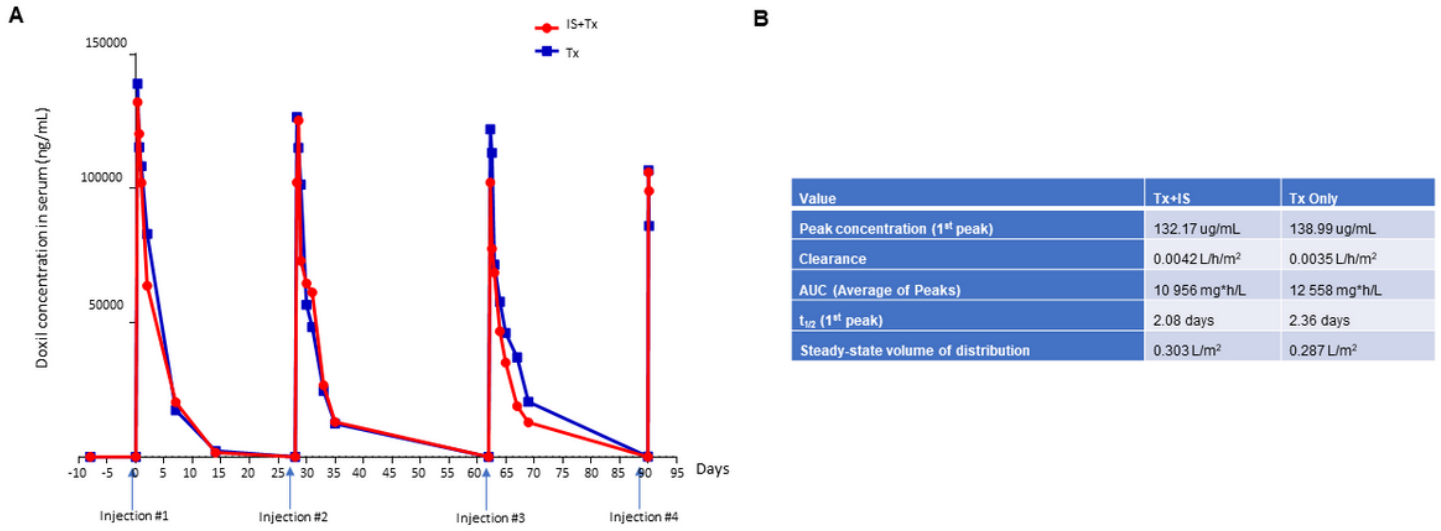 A
IS+Tx
Tx
150000
100000
50000
0
Doxil concentration in serum (ng/mL)
-10 -5 0 5 10 15 20 25 30 35 40 45 50 55 60 65 70 75 80 85 90 95 Days
Injection #1 Injection #2 Injection #3 Injection #4
B
Value Tx+IS Tx Only
Peak concentration (1st peak) 132.17 ug/mL 138.99 ug/mL
Clearance 0.0042 L/h/m² 0.0035 L/h/m²
AUC (Average of Peaks) 10 956 mg*h/L 12 558 mg*h/L
t1/2 (1st peak) 2.08 days 2.36 days
Steady-state volume of distribution 0.303 L/m² 0.287 L/m²